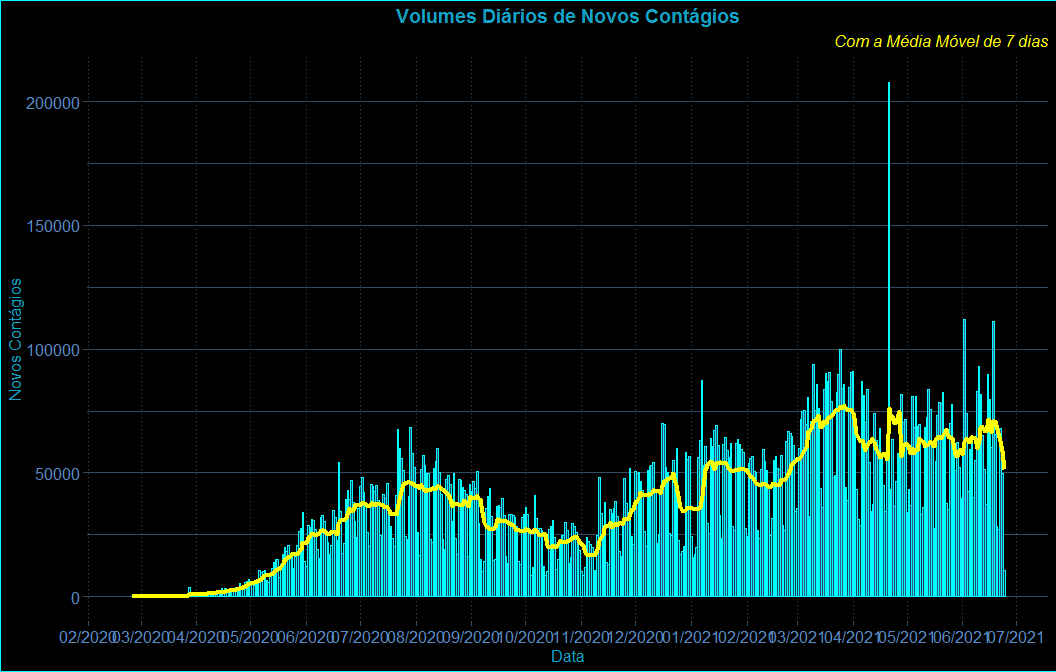 Volumes Diários de Novos Contágios
Com a Média Móvel de 7 dias
200000
150000
100000
50000
0
Novos Contágios
02/2020 03/2020 04/2020 05/2020 06/2020 07/2020 08/2020 09/2020 10/2020 11/2020 12/2020 01/2021 02/2021 03/2021 04/2021 05/2021 06/2021 07/2021
Data